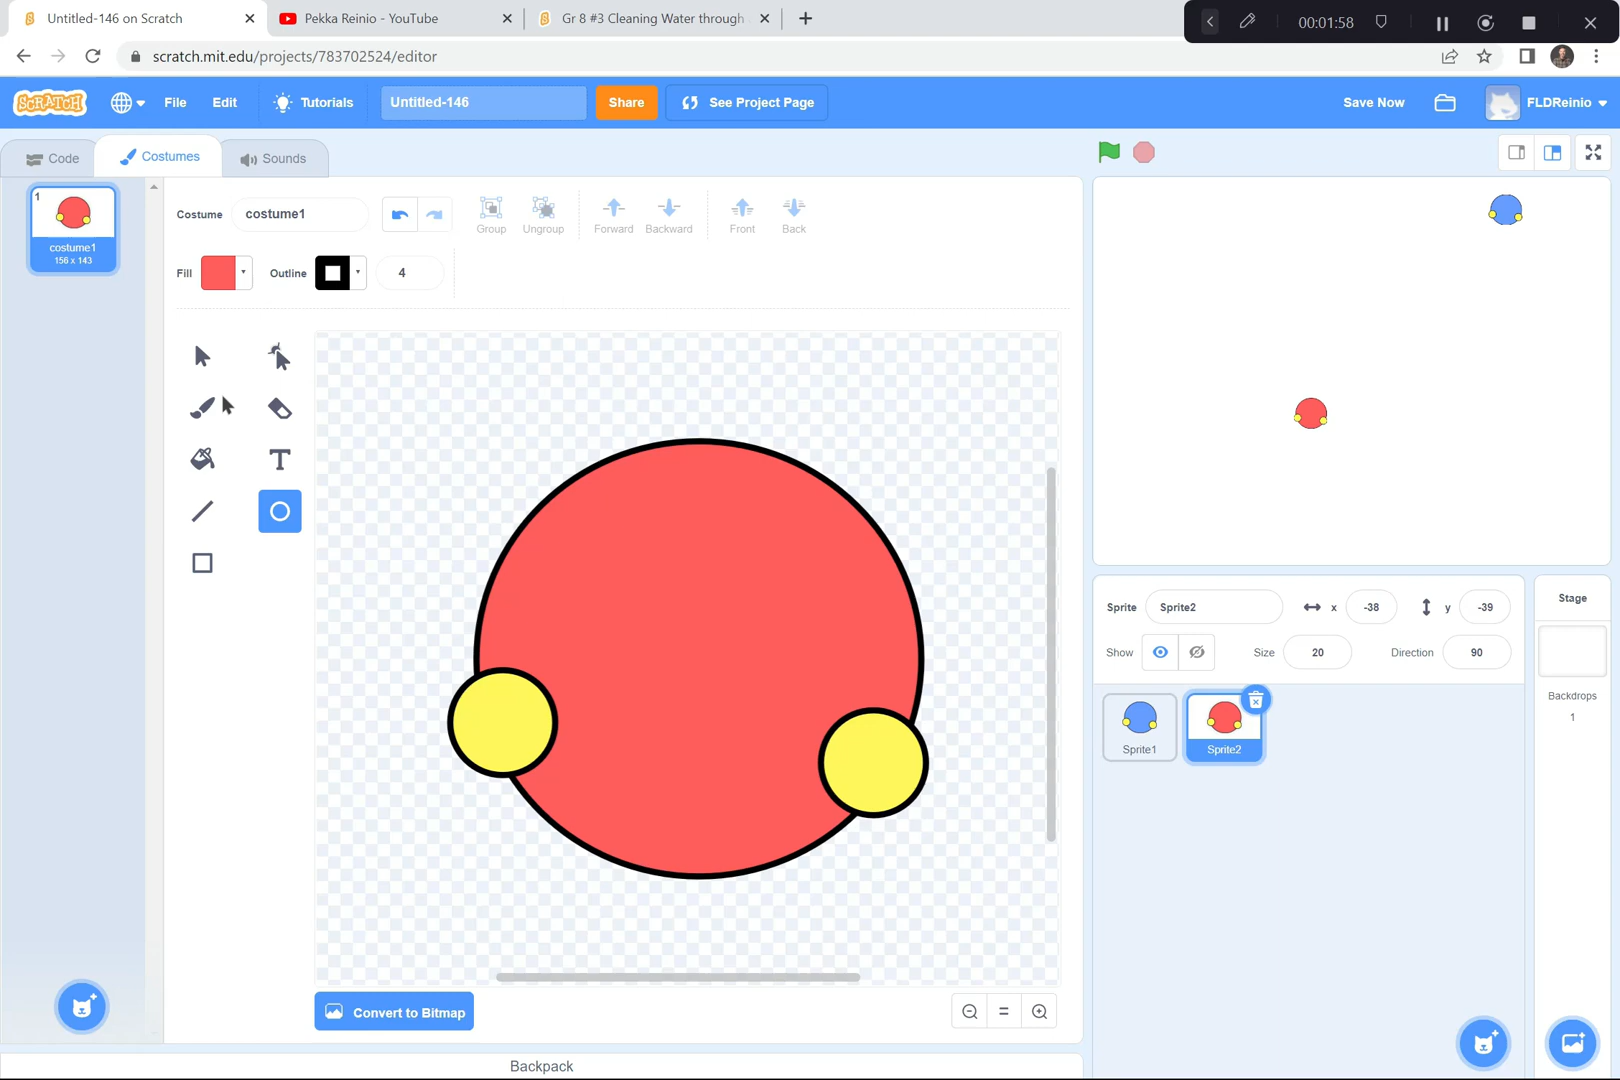 Untitled-146 on Scratch
Pekka Reinio - YouTube
Gr 8 #3 Cleaning Water through
00:01:58
scratch.mit.edu/projects/783702524/editor
SCRATCH
File
Edit
Tutorials
Untitled-146
Share
See Project Page
Save Now
FLDReinio
Code
Costumes
Sounds
1
costume1
156 x 143
Costume
costume1
Group
Ungroup
Forward
Backward
Front
Back
Fill
Outline
4
T
Convert to Bitmap
=
Backpack
Sprite
Sprite2
x
-38
y
-39
Show
Size
20
Direction
90
Sprite1
Sprite2
Stage
Backdrops
1